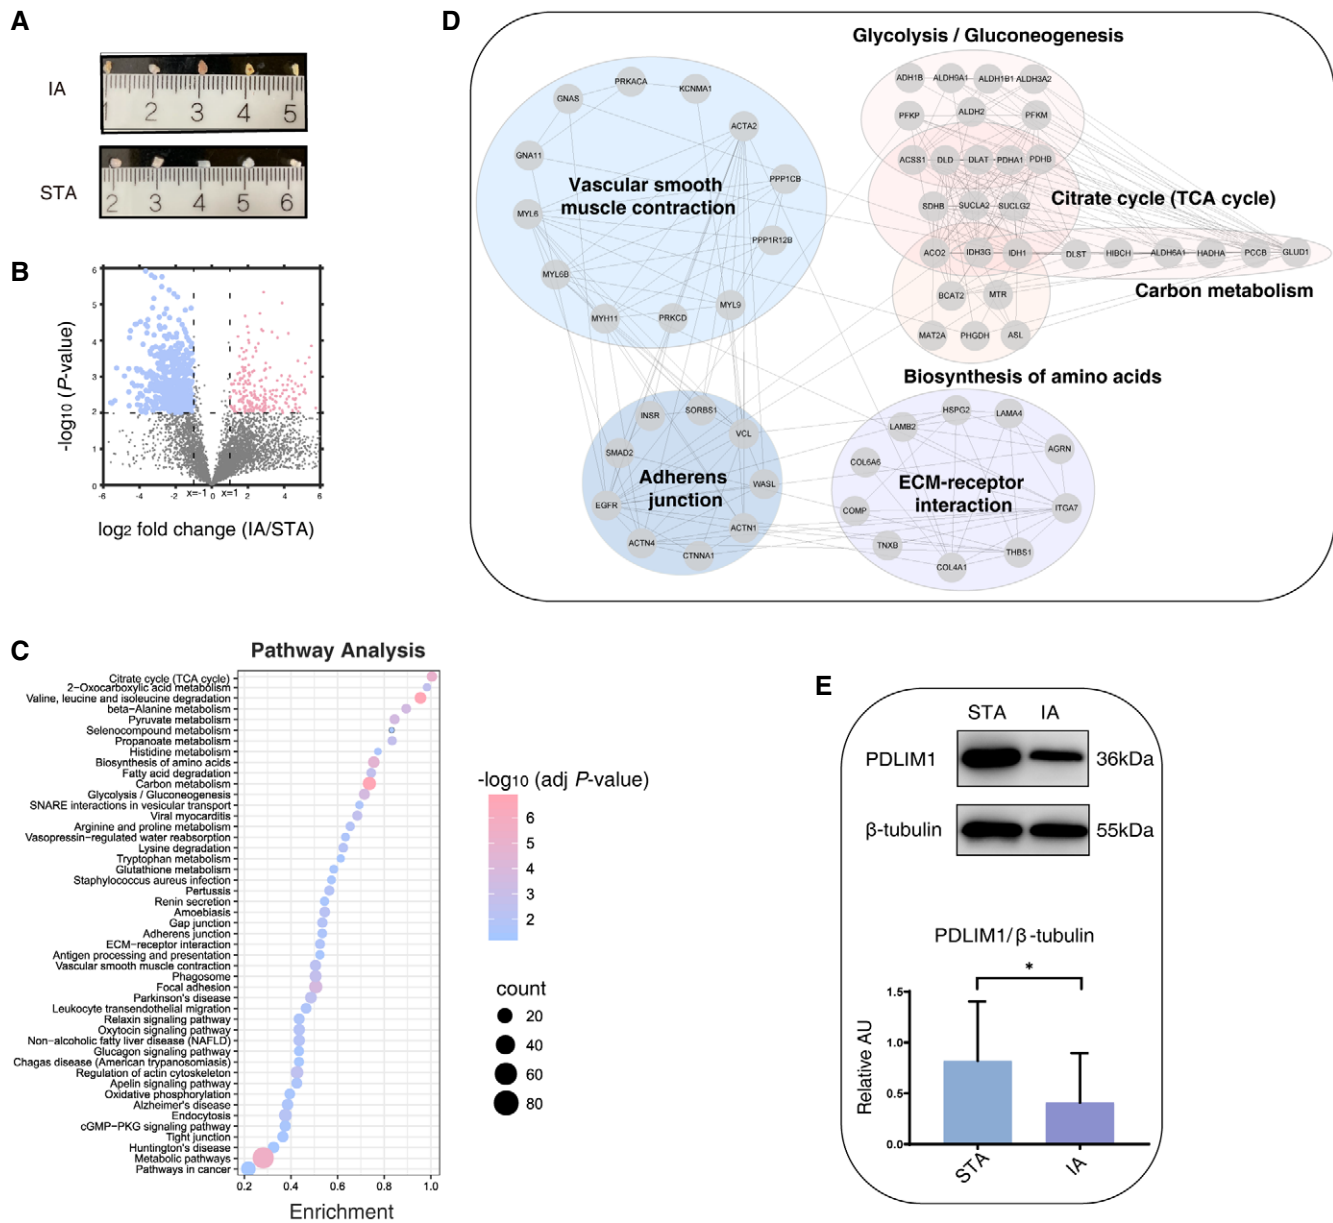 A
IA
1 2 3 4 5
STA
2 3 4 5 6
B
-log10 (P-value)
6
5
4
3
2
1
0
-6 -4 -2 0 2 4 6
x=-1 x=1
log2 fold change (IA/STA)
C
Pathway Analysis
Citrate cycle (TCA cycle)
2−Oxocarboxylic acid metabolism
Valine, leucine and isoleucine degradation
beta−Alanine metabolism
Pyruvate metabolism
Selenocompound metabolism
Propanoate metabolism
Histidine metabolism
Biosynthesis of amino acids
Fatty acid degradation
Carbon metabolism
Glycolysis / Gluconeogenesis
SNARE interactions in vesicular transport
Viral myocarditis
Arginine and proline metabolism
Vasopressin−regulated water reabsorption
Lysine degradation
Tryptophan metabolism
Glutathione metabolism
Staphylococcus aureus infection
Pertussis
Renin secretion
Amoebiasis
Gap junction
Adherens junction
ECM−receptor interaction
Antigen processing and presentation
Vascular smooth muscle contraction
Phagosome
Focal adhesion
Parkinson's disease
Leukocyte transendothelial migration
Relaxin signaling pathway
Oxytocin signaling pathway
Non−alcoholic fatty liver disease (NAFLD)
Glucagon signaling pathway
Chagas disease (American trypanosomiasis)
Regulation of actin cytoskeleton
Apelin signaling pathway
Oxidative phosphorylation
Alzheimer's disease
Endocytosis
cGMP−PKG signaling pathway
Tight junction
Huntington's disease
Metabolic pathways
Pathways in cancer
0.2 0.4 0.6 0.8 1.0
Enrichment
-log10 (adj P-value)
6
5
4
3
2
count
20
40
60
80
D
Glycolysis / Gluconeogenesis
PRKACA
KCNMA1
GNAS
ACTA2
GNA11
PPP1CB
Vascular smooth
muscle contraction
MYL6
PPP1R12B
MYL6B
MYL9
MYH11
PRKCD
ADH1B ALDH9A1 ALDH1B1 ALDH3A2
PFKP ALDH2 PFKM
ACSS1 DLD DLAT PDHA1 PDHB
Citrate cycle (TCA cycle)
SDHB SUCLA2 SUCLG2
ACO2 IDH3G IDH1 DLST HIBCH ALDH6A1 HADHA PCCB GLUD1
Carbon metabolism
BCAT2 MTR
MAT2A PHGDH ASL
Biosynthesis of amino acids
INSR SORBS1
VCL
SMAD2
Adherens
junction
WASL
EGFR
ACTN1
ACTN4
CTNNA1
HSPG2 LAMA4
LAMB2
AGRN
COL6A6
ECM-receptor
interaction
COMP
ITGA7
TNXB
THBS1
COL4A1
E
STA IA
PDLIM1 36kDa
β-tubulin 55kDa
PDLIM1/β-tubulin
*
Relative AU
1.5
1.0
0.5
0.0
STA
IA